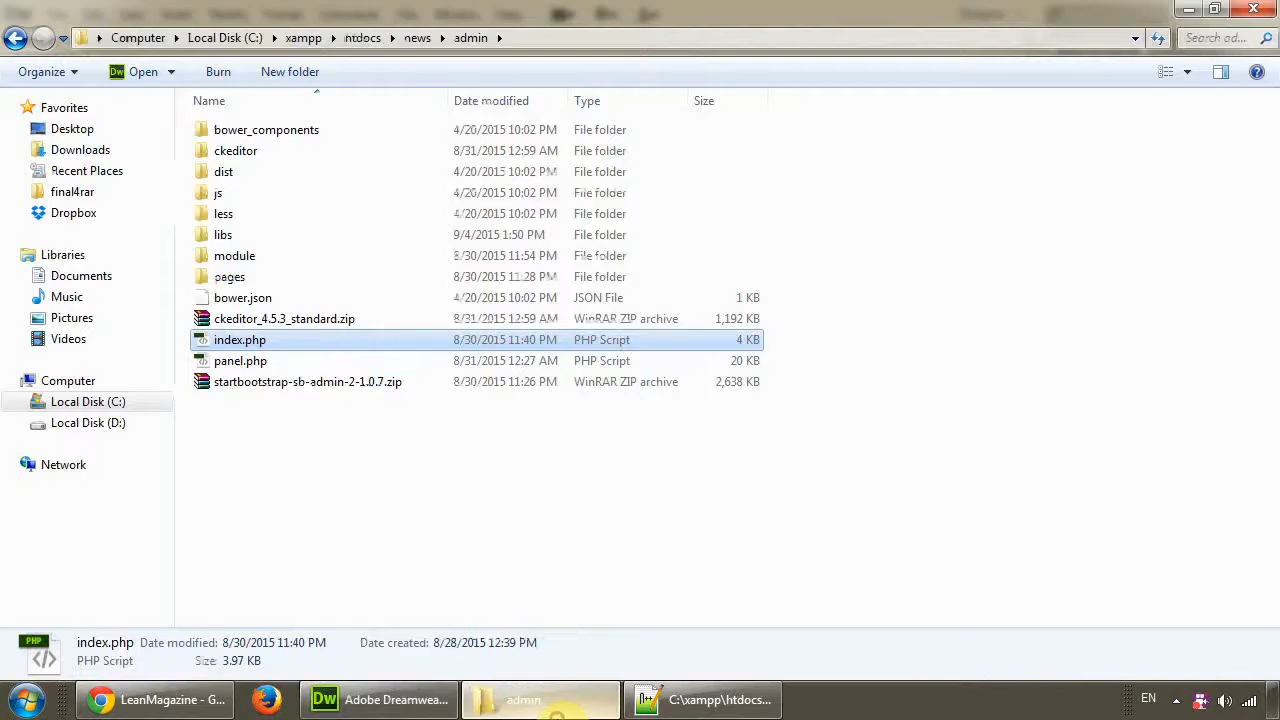 Computer Local Disk (C:) xampp htdocs news admin
Search ad...
Organize Open Burn New folder
Name Date modified Type Size
Favorites
Desktop
Downloads
Recent Places
final4rar
Dropbox
Libraries
Documents
Music
Pictures
Videos
Computer
Local Disk (C:)
Local Disk (D:)
Network
bower_components 4/20/2015 10:02 PM File folder
ckeditor 8/31/2015 12:59 AM File folder
dist 4/20/2015 10:02 PM File folder
js 4/20/2015 10:02 PM File folder
less 4/20/2015 10:02 PM File folder
libs 9/4/2015 1:50 PM File folder
module 8/30/2015 11:54 PM File folder
pages 8/30/2015 11:28 PM File folder
bower.json 4/20/2015 10:02 PM JSON File 1 KB
ckeditor_4.5.3_standard.zip 8/31/2015 12:59 AM WinRAR ZIP archive 1,192 KB
index.php 8/30/2015 11:40 PM PHP Script 4 KB
panel.php 8/31/2015 12:27 AM PHP Script 20 KB
startbootstrap-sb-admin-2-1.0.7.zip 8/30/2015 11:26 PM WinRAR ZIP archive 2,638 KB
PHP
index.php Date modified: 8/30/2015 11:40 PM Date created: 8/28/2015 12:39 PM
PHP Script Size: 3.97 KB
LeanMagazine - G... Dw Adobe Dreamwea... admin C:\xampp\htdocs... EN